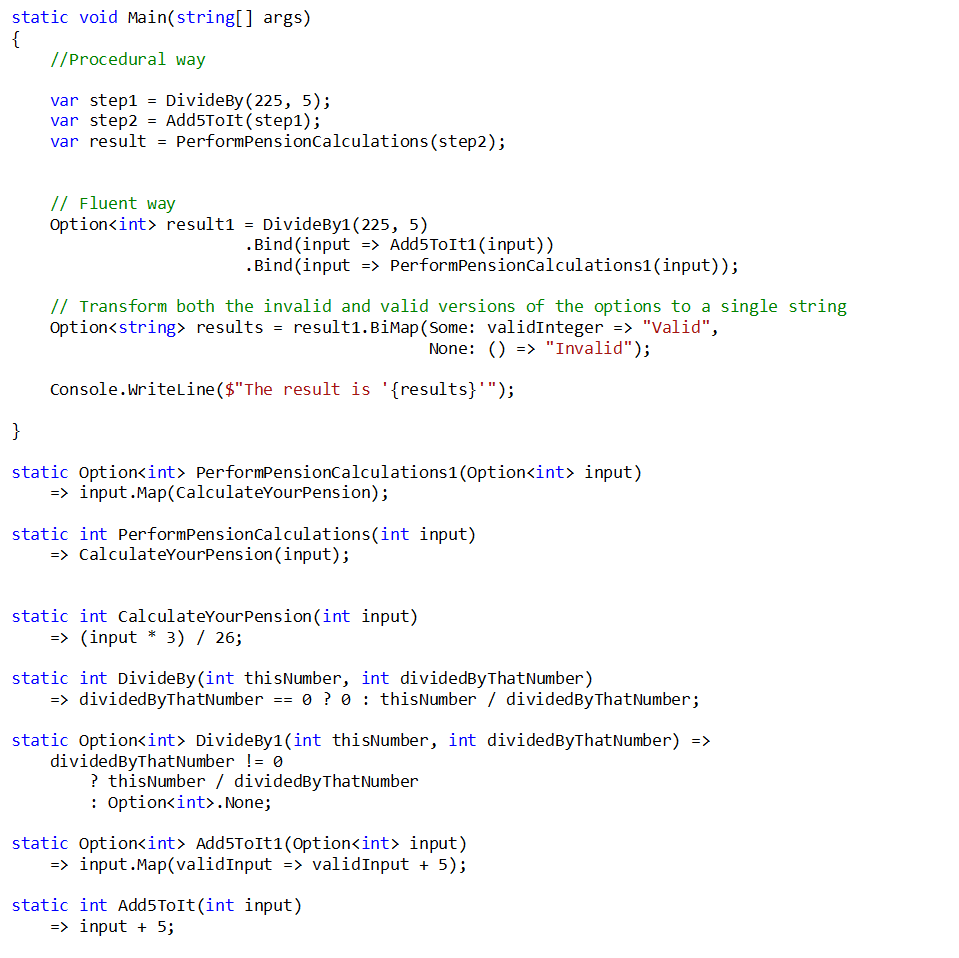 static void Main(string[] args)
{
    //Procedural way

    var step1 = DivideBy(225, 5);
    var step2 = Add5ToIt(step1);
    var result = PerformPensionCalculations(step2);


    // Fluent way
    Option<int> result1 = DivideBy1(225, 5)
                        .Bind(input => Add5ToIt1(input))
                        .Bind(input => PerformPensionCalculations1(input));

    // Transform both the invalid and valid versions of the options to a single string
    Option<string> results = result1.BiMap(Some: validInteger => "Valid",
                                           None: () => "Invalid");

    Console.WriteLine($"The result is '{results}'");

}

static Option<int> PerformPensionCalculations1(Option<int> input)
    => input.Map(CalculateYourPension);

static int PerformPensionCalculations(int input)
    => CalculateYourPension(input);


static int CalculateYourPension(int input)
    => (input * 3) / 26;

static int DivideBy(int thisNumber, int dividedByThatNumber)
    => dividedByThatNumber == 0 ? 0 : thisNumber / dividedByThatNumber;

static Option<int> DivideBy1(int thisNumber, int dividedByThatNumber) =>
    dividedByThatNumber != 0
        ? thisNumber / dividedByThatNumber
        : Option<int>.None;

static Option<int> Add5ToIt1(Option<int> input)
    => input.Map(validInput => validInput + 5);

static int Add5ToIt(int input)
    => input + 5;